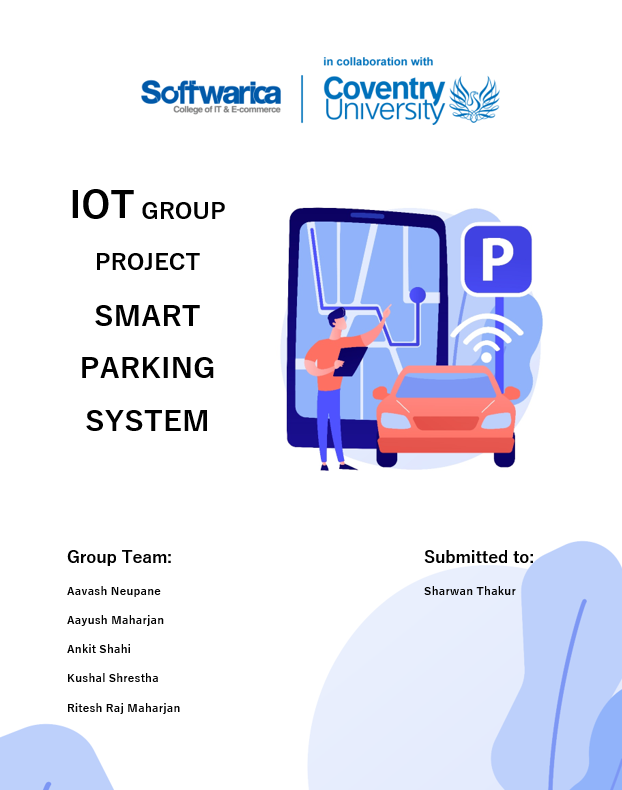 in collaboration with
Softwarica
College of IT & E-commerce
Coventry
University
IOT GROUP
PROJECT
SMART
PARKING
SYSTEM
P
Group Team:
Aavash Neupane
Aayush Maharjan
Ankit Shahi
Kushal Shrestha
Ritesh Raj Maharjan
Submitted to:
Sharwan Thakur